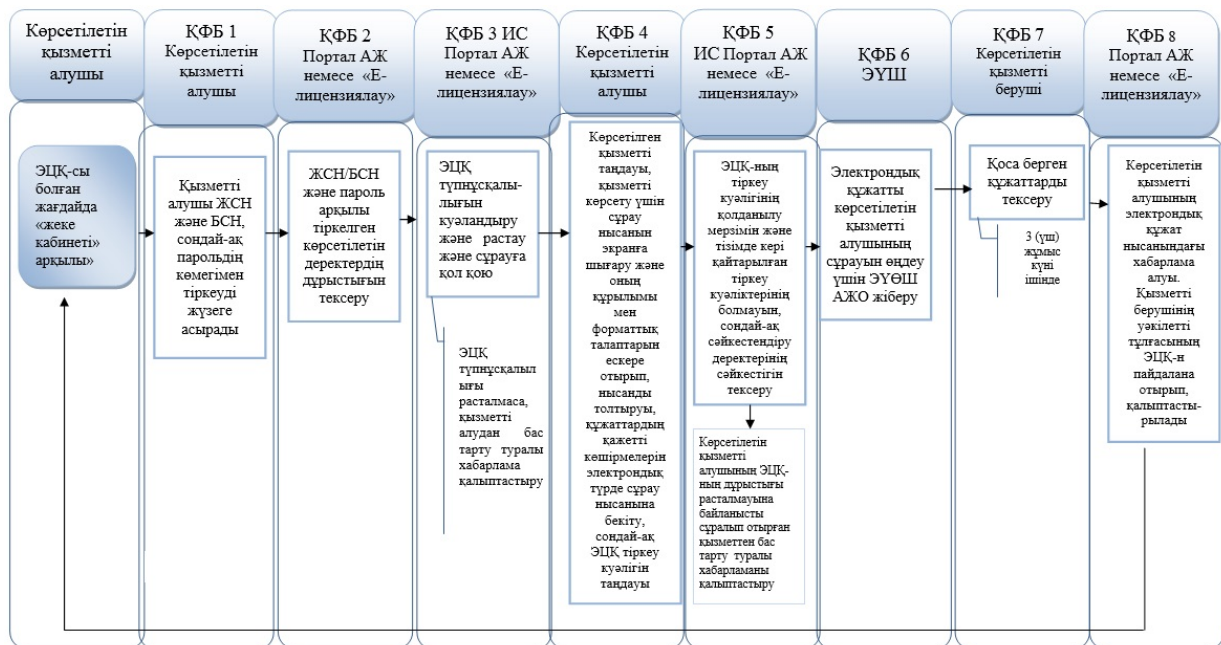 Көрсетілетін
қызметті
алушы
ҚФБ 1
Көрсетілетін
қызметті
алушы
ҚФБ 2
Портал АЖ
немесе «Е-
лицензиялау»
ҚФБ 3 ИС
Портал АЖ
немесе «Е-
лицензиялау»
ҚФБ 4
Көрсетілетін
қызметті
алушы
ҚФБ 5
ИС Портал АЖ
немесе «Е-
лицензиялау»
ҚФБ 6
ЭҮШ
ҚФБ 7
Көрсетілетін
қызметті
беруші
ҚФБ 8
Портал АЖ
немесе «Е-
лицензиялау»
ЭЦҚ-сы
болған
жағдайда
«жеке
кабинеті»
арқылы»
Қызметті
алушы ЖСН
және БСН,
сондай-ақ
парольдің
көмегімен
тіркеуді
жүзеге
асырады
ЖСН/БСН
және пароль
арқылы
тіркелген
көрсетілетін
деректердің
дұрыстығын
тексеру
ЭЦҚ
түпнұсқалы-
лығын
куәландыру
және растау
және сұрауға
қол қою
ЭЦҚ
түпнұсқалыл
ығы
расталмаса,
қызметті
алудан бас
тарту туралы
хабарлама
қалыптастыру
Көрсетілген
қызметті
таңдауы,
қызметті
көрсету үшін
сұрау
нысанын
экранға
шығару және
оның
құрылымы
мен
форматтық
талаптарын
ескере
отырып,
нысанды
толтыруы,
құжаттардың
қажетті
көшірмелерін
электрондық
түрде сұрау
нысанына
бекіту,
сондай-ақ
ЭЦҚ тіркеу
куәлігін
таңдауы
ЭЦҚ-ның
тіркеу
куәлігінің
қолданылу
мерзімін және
тізімде кері
қайтарылған
тіркеу
куәліктерінің
болмауын,
сондай-ақ
сәйкестендіру
деректерінің
сәйкестігін
тексеру
Көрсетілетін
қызметті
алушының ЭЦҚ-
ның дұрыстығы
расталмауына
байланысты
сұралып отырған
қызметтен бас
тарту туралы
хабарламаны
қалыптастыру
Электрондық
құжатты
көрсетілетін
қызметті
алушының
сұрауын өңдеу
үшін ЭҮӨШ
АЖО жіберу
Қоса берген
құжаттарды
тексеру
3 (үш)
жұмыс
күні
ішінде
Көрсетілетін
қызметті
алушының
электрондық
құжат
нысанындағы
хабарлама
алуы.
Қызметті
берушінің
уәкілетті
тұлғасының
ЭЦҚ-н
пайдалана
отырып,
қалыптасты-
рылады